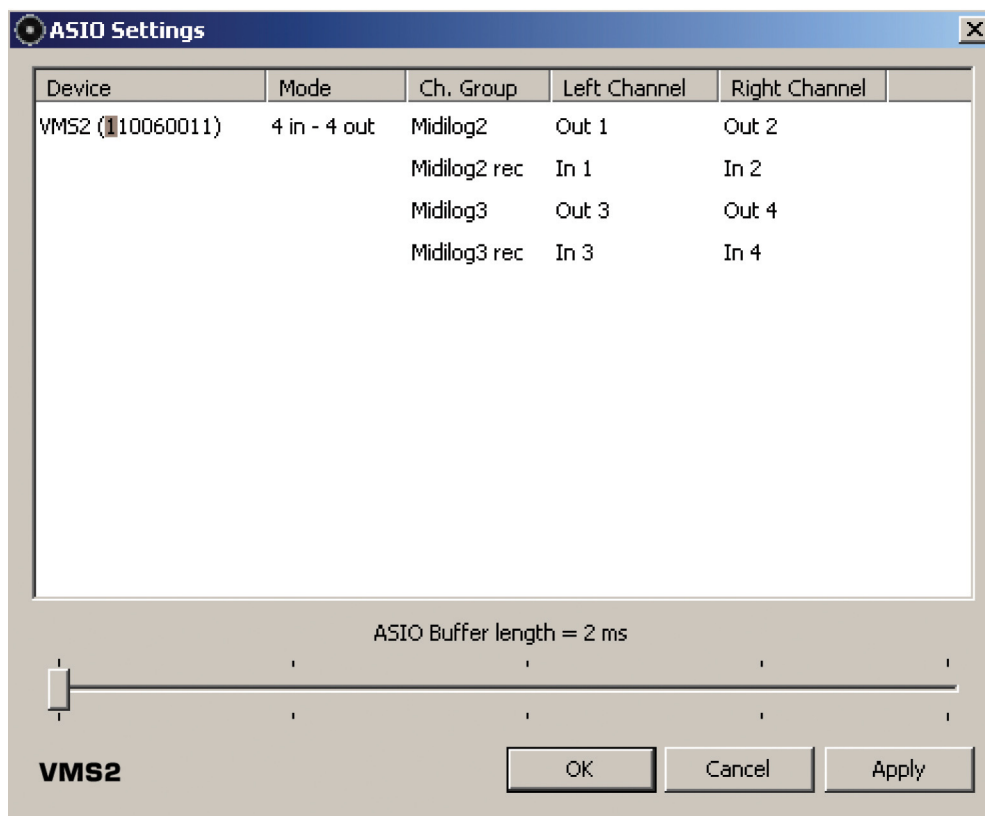 ASIO Settings
Device Mode Ch. Group Left Channel Right Channel
VMS2 (110060011) 4 in - 4 out Midilog2 Out 1 Out 2
Midilog2 rec In 1 In 2
Midilog3 Out 3 Out 4
Midilog3 rec In 3 In 4
ASIO Buffer length = 2 ms
VMS2 OK Cancel Apply